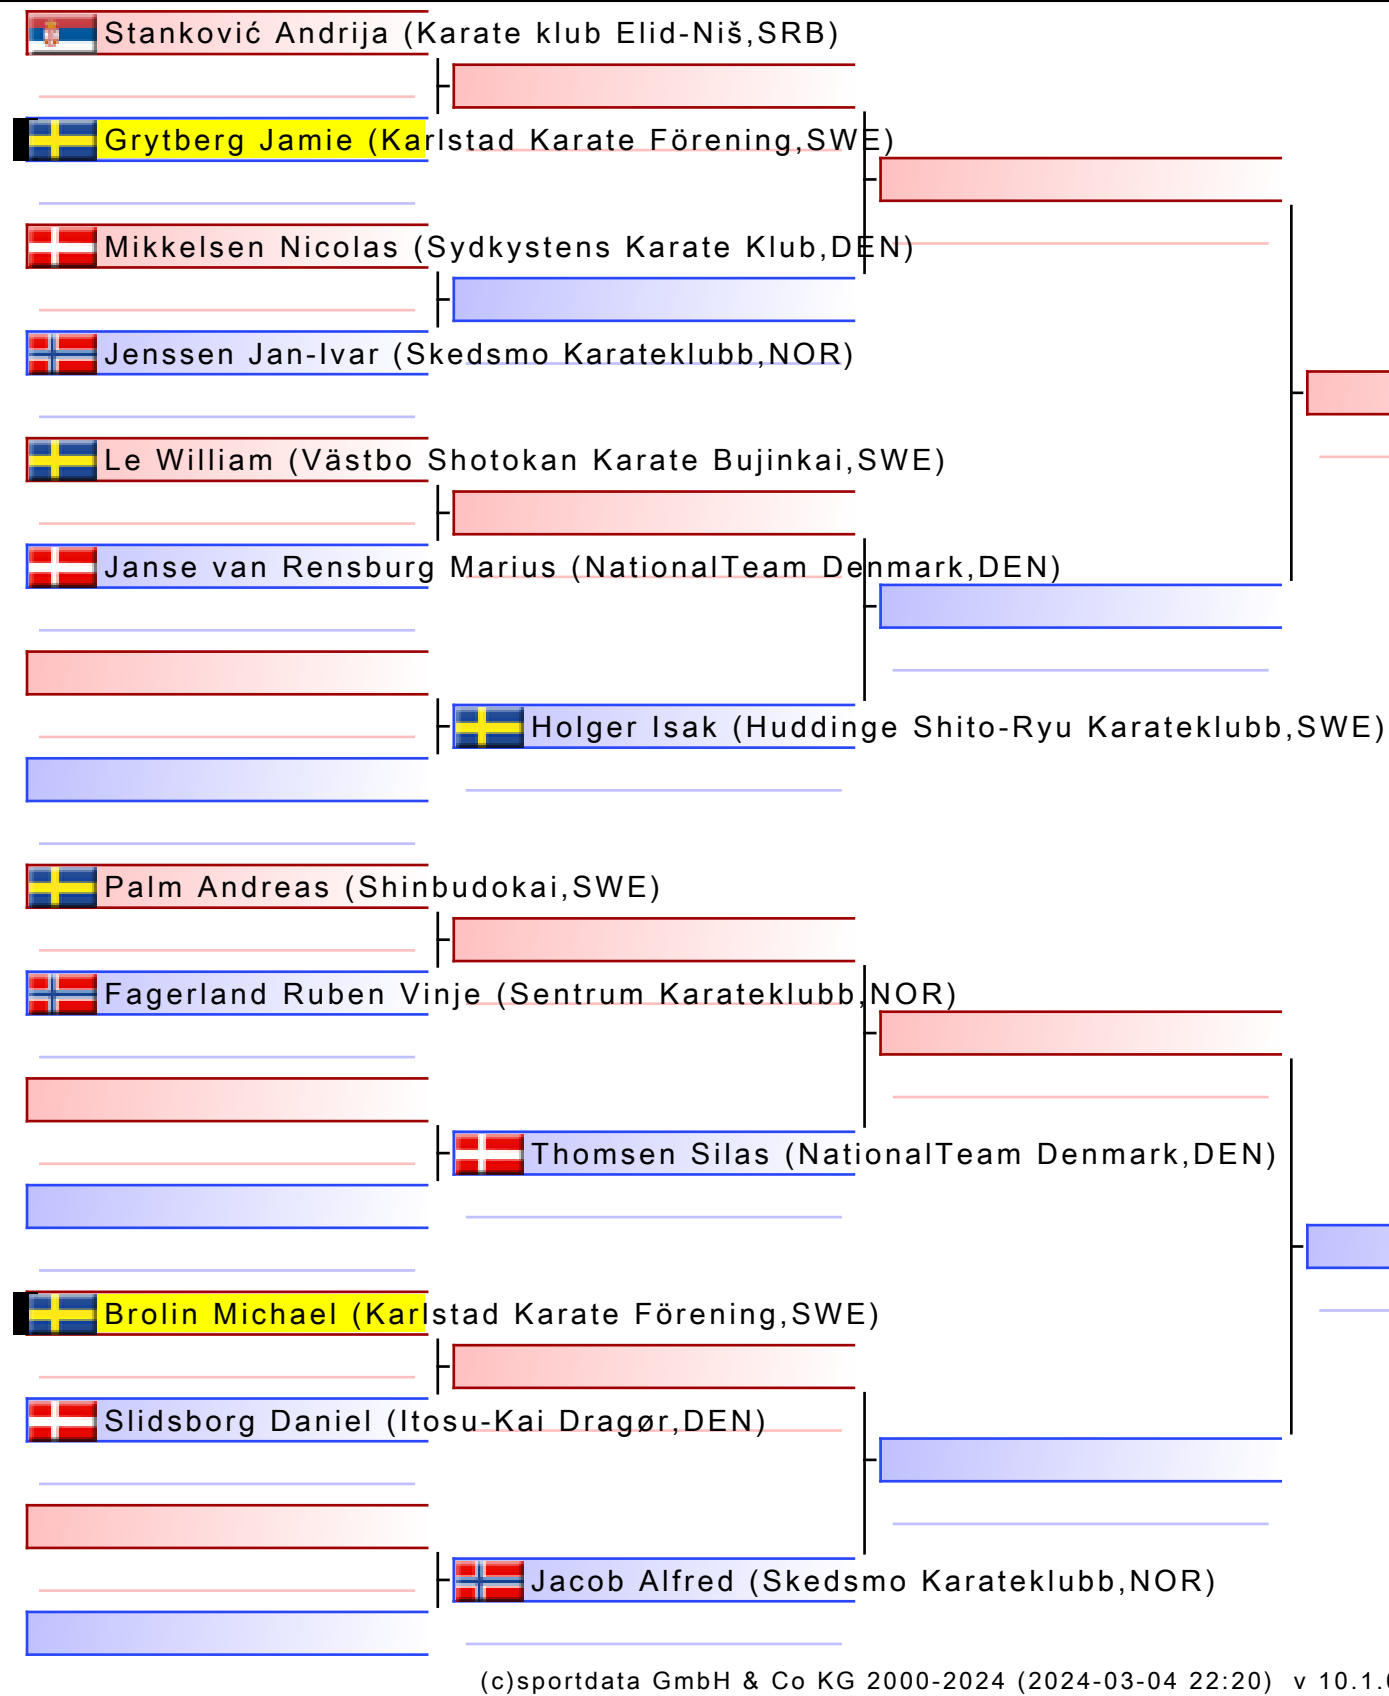 Stanković Andrija (Karate klub Elid-Niš,SRB)
Grytberg Jamie (Karlstad Karate Förening,SWE)
Mikkelsen Nicolas (Sydkystens Karate Klub,DEN)
Jenssen Jan-Ivar (Skedsmo Karateklubb,NOR)
Le William (Västbo Shotokan Karate Bujinkai,SWE)
Janse van Rensburg Marius (NationalTeam Denmark,DEN)
Holger Isak (Huddinge Shito-Ryu Karateklubb,SWE)
Palm Andreas (Shinbudokai,SWE)
Fagerland Ruben Vinje (Sentrum Karateklubb,NOR)
Thomsen Silas (NationalTeam Denmark,DEN)
Brolin Michael (Karlstad Karate Förening,SWE)
Slidsborg Daniel (Itosu-Kai Dragør,DEN)
Jacob Alfred (Skedsmo Karateklubb,NOR)
(c)sportdata GmbH & Co KG 2000-2024 (2024-03-04 22:20) v 10.1.